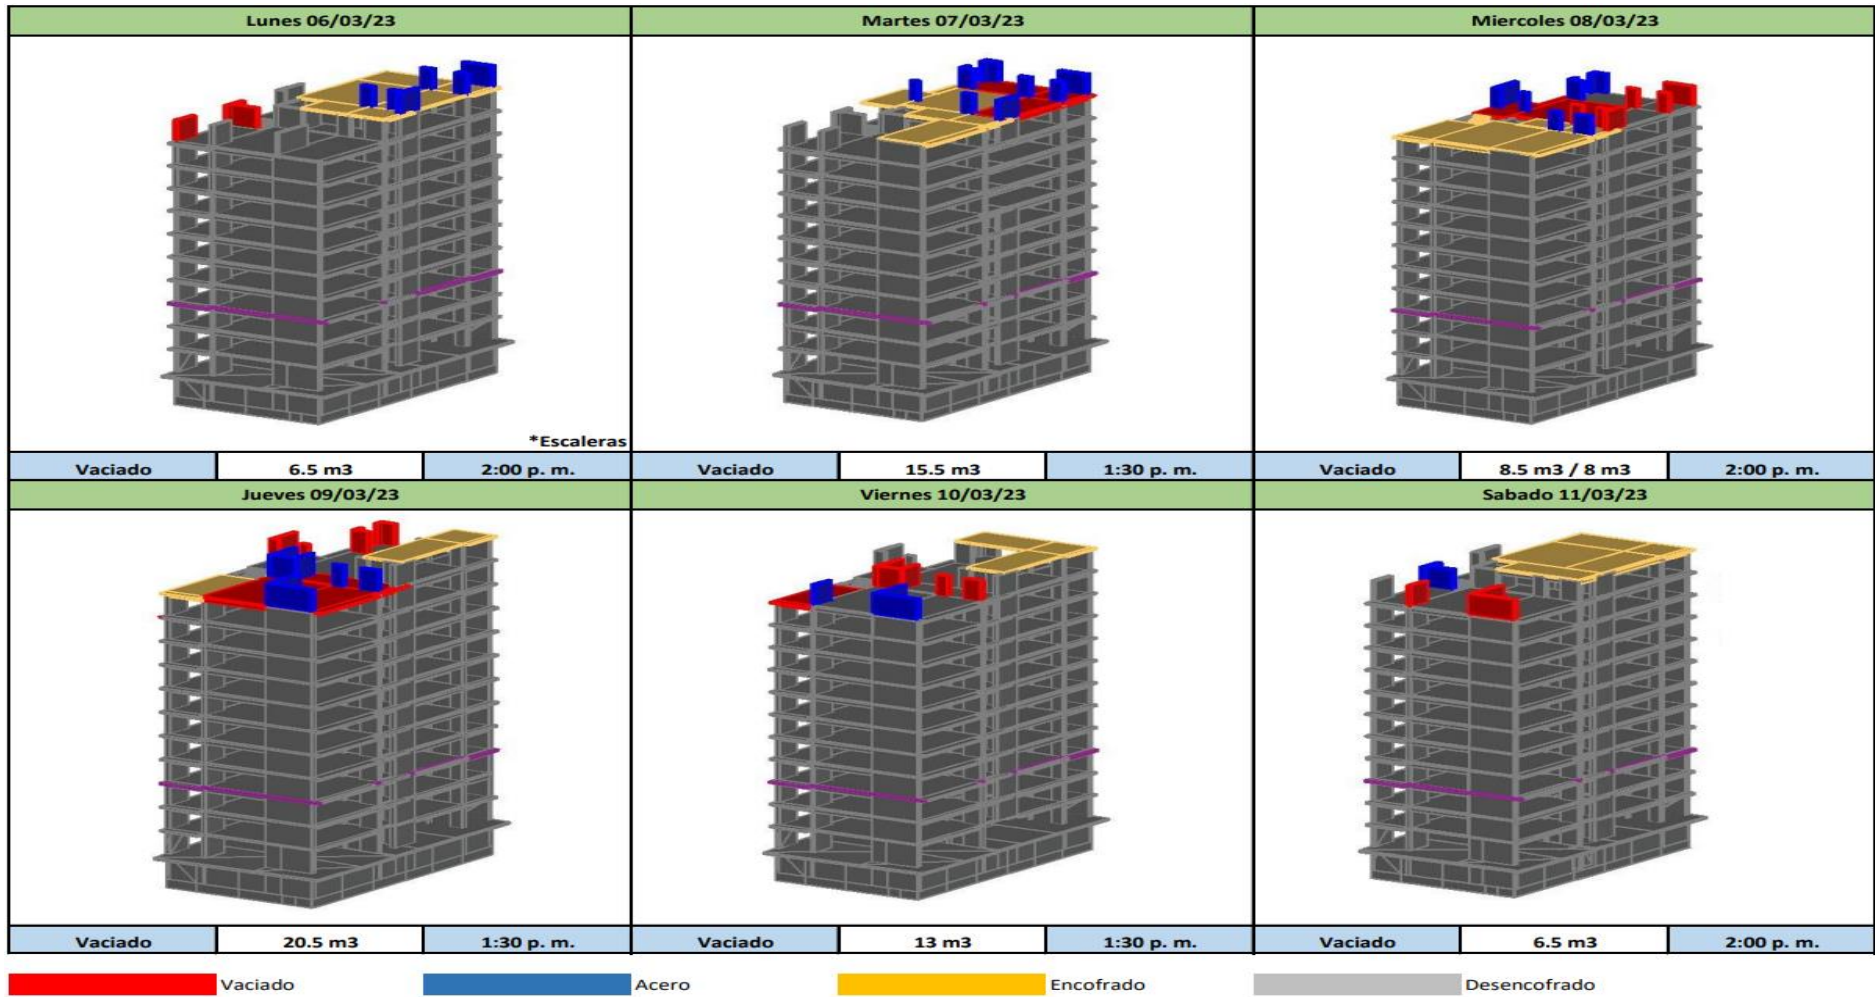 Lunes 06/03/23
Martes 07/03/23
Miercoles 08/03/23
*Escaleras
Vaciado 6.5 m3 2:00 p. m.
Vaciado 15.5 m3 1:30 p. m.
Vaciado 8.5 m3 / 8 m3 2:00 p. m.
Jueves 09/03/23
Viernes 10/03/23
Sabado 11/03/23
Vaciado 20.5 m3 1:30 p. m.
Vaciado 13 m3 1:30 p. m.
Vaciado 6.5 m3 2:00 p. m.
Vaciado
Acero
Encofrado
Desencofrado